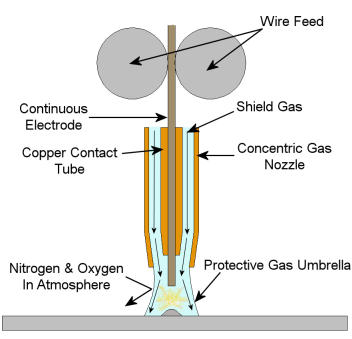 Wire Feed
Continuous
Electrode
Shield Gas
Copper Contact
Tube
Concentric Gas
Nozzle
Nitrogen & Oxygen
In Atmosphere
Protective Gas Umbrella